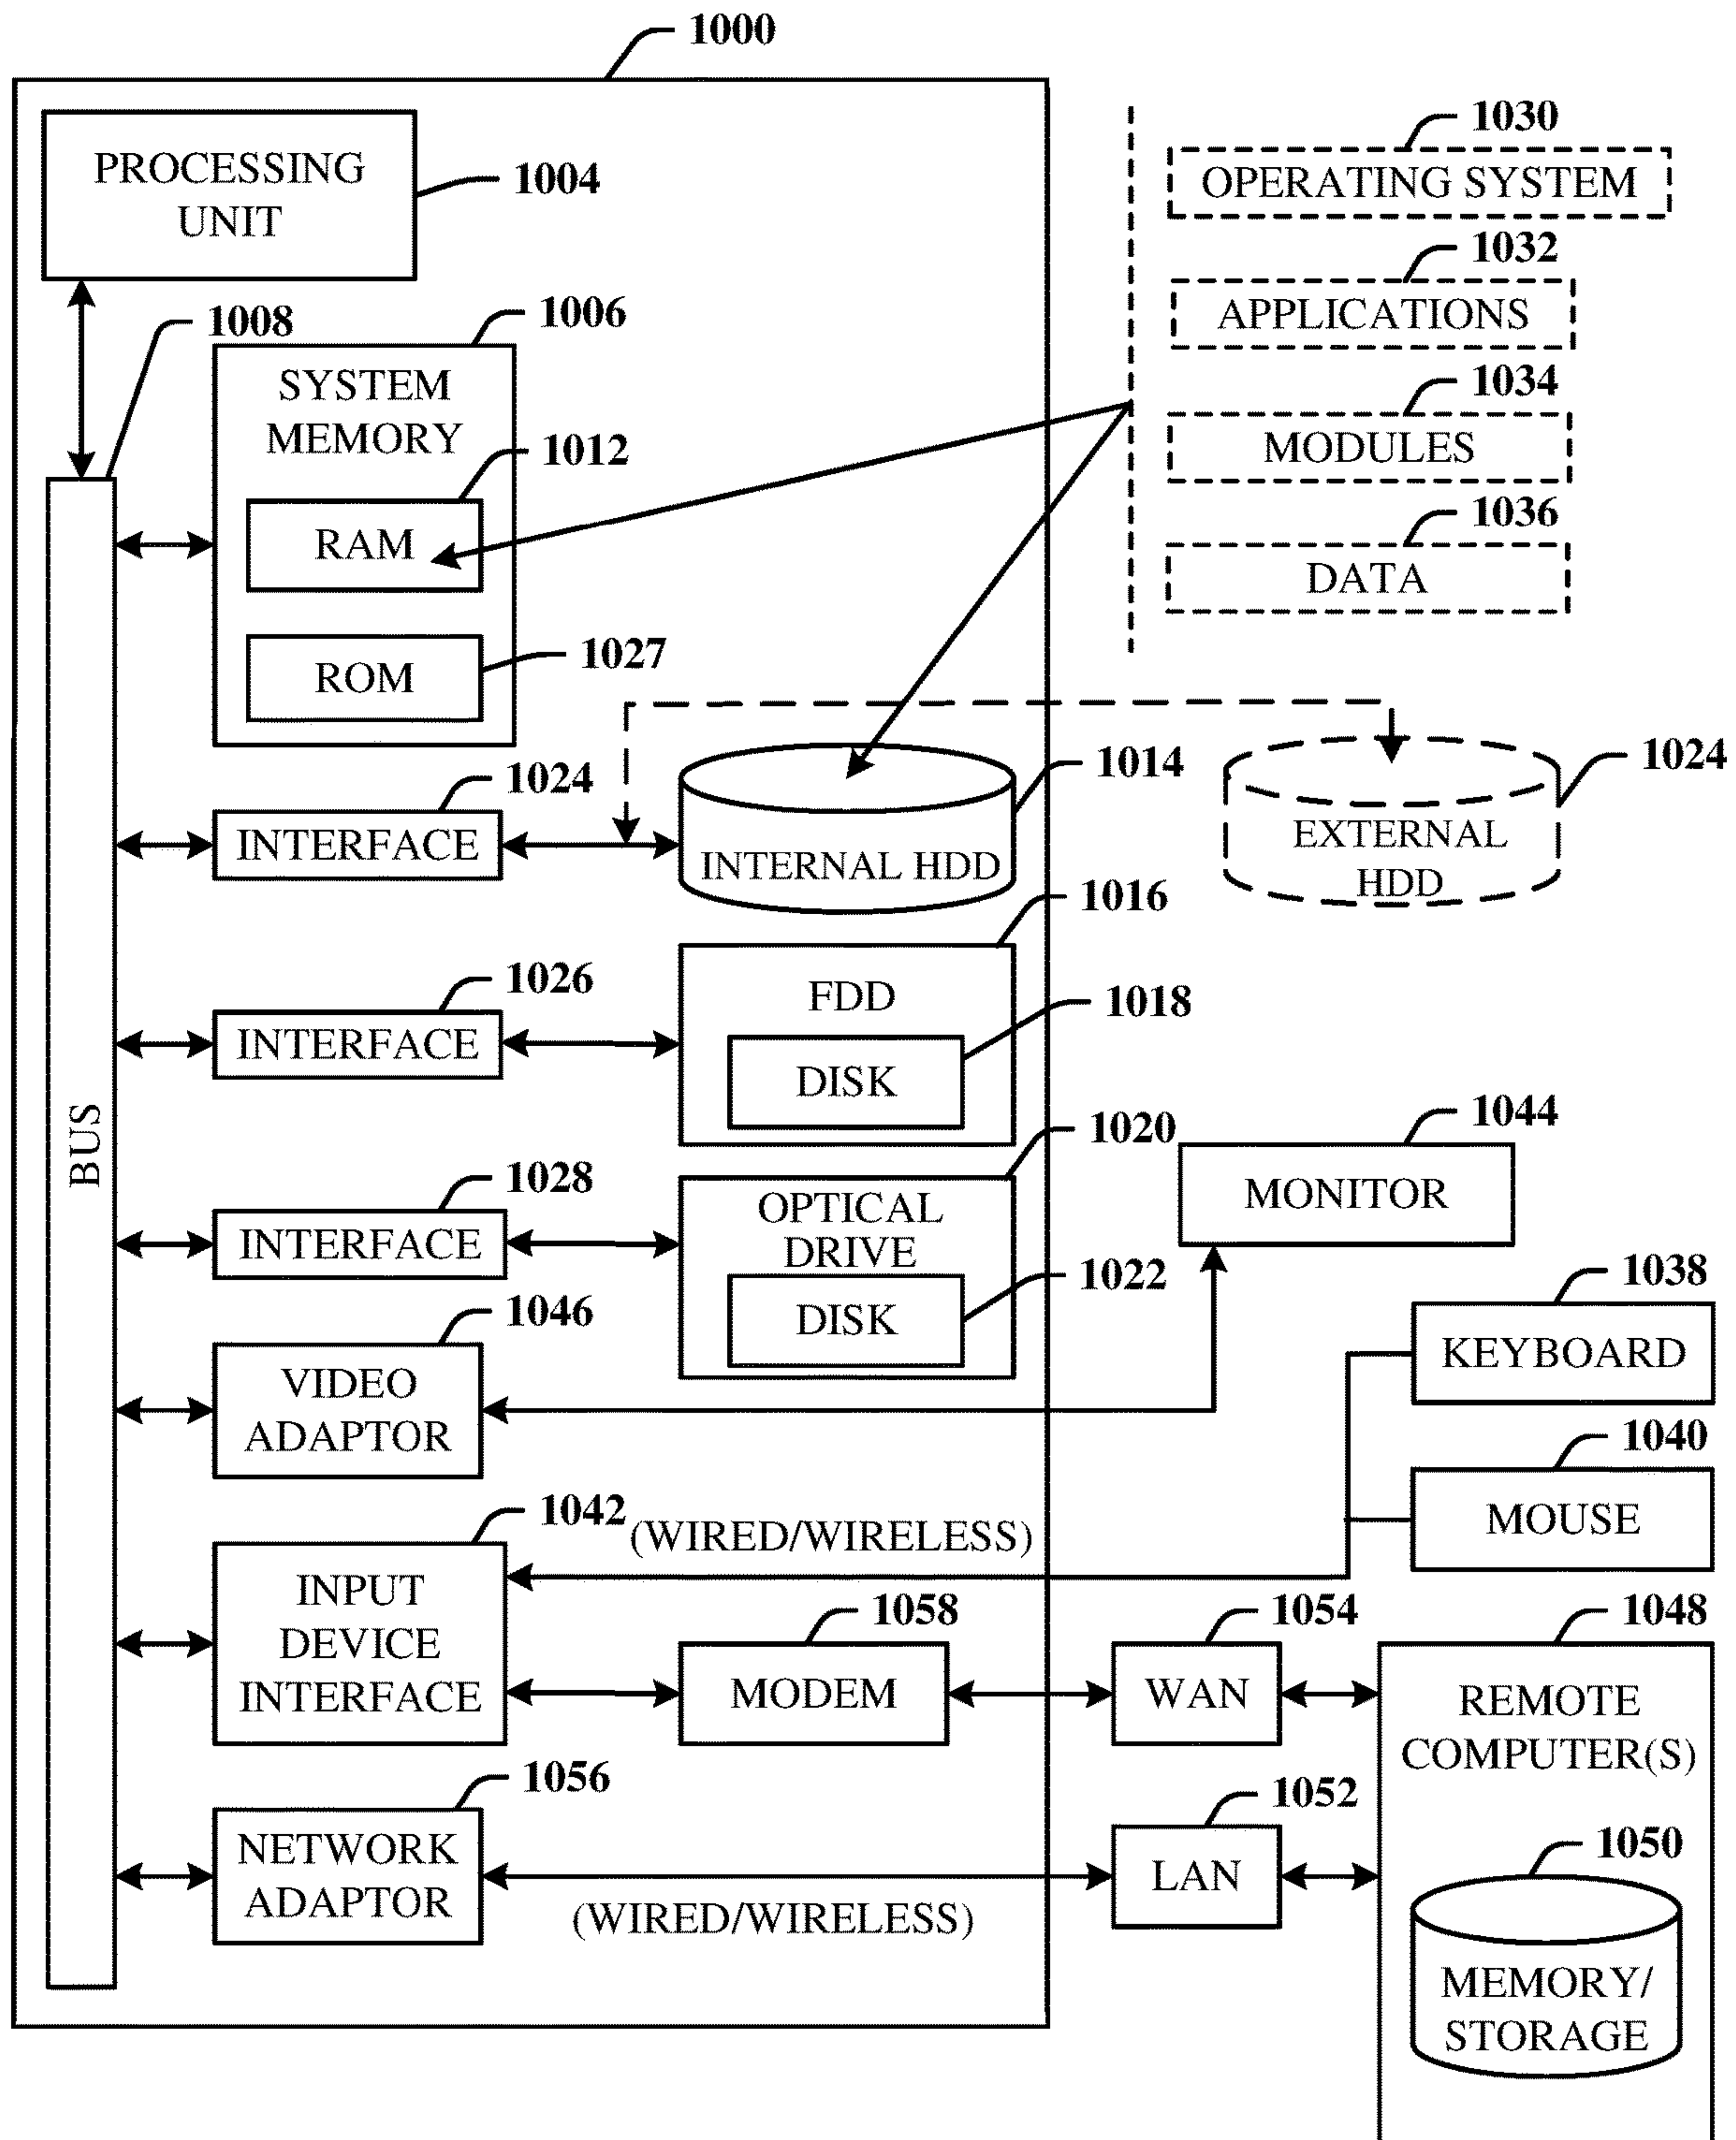 1000
PROCESSING
UNIT
1004
1030
OPERATING SYSTEM
1032
APPLICATIONS
1034
MODULES
1036
DATA
1008
1006
SYSTEM
MEMORY
1012
RAM
1027
ROM
1024
INTERFACE
1014
INTERNAL HDD
1024
EXTERNAL
HDD
1026
INTERFACE
1016
FDD
1018
DISK
BUS
1028
INTERFACE
1020
OPTICAL
DRIVE
1022
DISK
1044
MONITOR
1046
VIDEO
ADAPTOR
1038
KEYBOARD
1040
MOUSE
1042
(WIRED/WIRELESS)
INPUT
DEVICE
INTERFACE
1058
MODEM
1054
WAN
1048
REMOTE
COMPUTER(S)
1056
NETWORK
ADAPTOR
(WIRED/WIRELESS)
1052
LAN
1050
MEMORY/
STORAGE